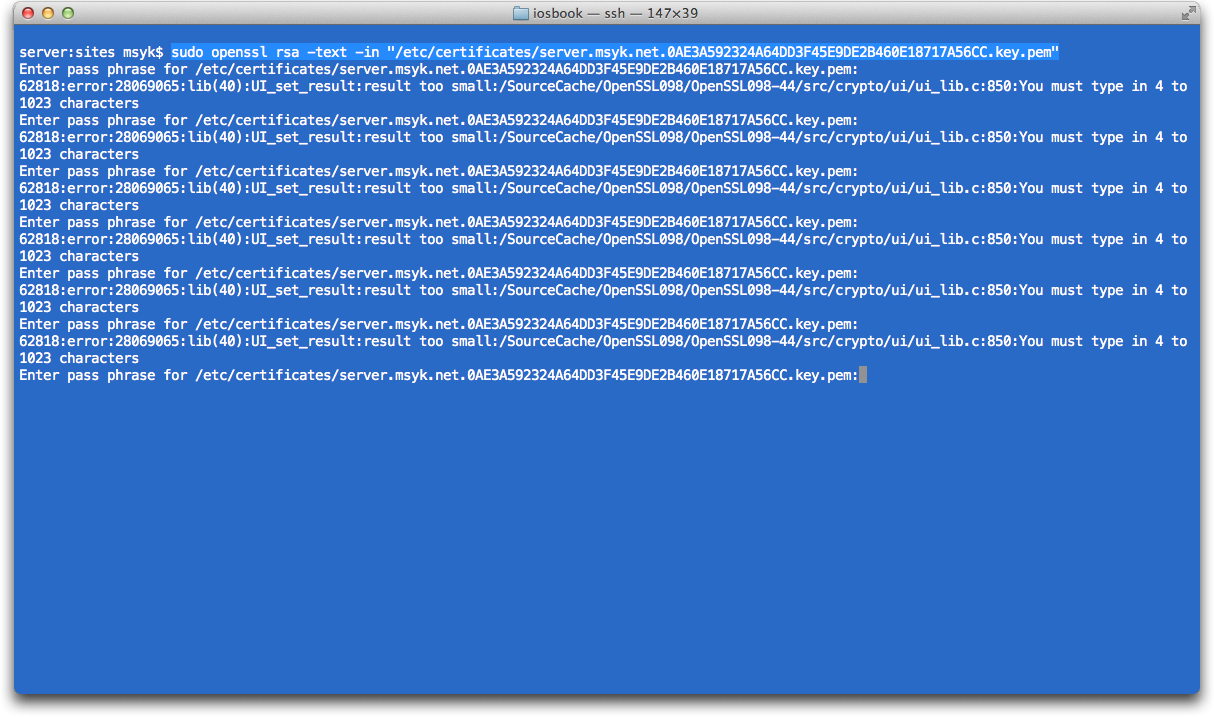 iosbook — ssh — 147×39
server:sites msyk$ sudo openssl rsa -text -in "/etc/certificates/server.msyk.net.0AE3A592324A64DD3F45E9DE2B460E18717A56CC.key.pem"
Enter pass phrase for /etc/certificates/server.msyk.net.0AE3A592324A64DD3F45E9DE2B460E18717A56CC.key.pem:
62818:error:28069065:lib(40):UI_set_result:result too small:/SourceCache/OpenSSL098/OpenSSL098-44/src/crypto/ui/ui_lib.c:850:You must type in 4 to
1023 characters
Enter pass phrase for /etc/certificates/server.msyk.net.0AE3A592324A64DD3F45E9DE2B460E18717A56CC.key.pem:
62818:error:28069065:lib(40):UI_set_result:result too small:/SourceCache/OpenSSL098/OpenSSL098-44/src/crypto/ui/ui_lib.c:850:You must type in 4 to
1023 characters
Enter pass phrase for /etc/certificates/server.msyk.net.0AE3A592324A64DD3F45E9DE2B460E18717A56CC.key.pem:
62818:error:28069065:lib(40):UI_set_result:result too small:/SourceCache/OpenSSL098/OpenSSL098-44/src/crypto/ui/ui_lib.c:850:You must type in 4 to
1023 characters
Enter pass phrase for /etc/certificates/server.msyk.net.0AE3A592324A64DD3F45E9DE2B460E18717A56CC.key.pem:
62818:error:28069065:lib(40):UI_set_result:result too small:/SourceCache/OpenSSL098/OpenSSL098-44/src/crypto/ui/ui_lib.c:850:You must type in 4 to
1023 characters
Enter pass phrase for /etc/certificates/server.msyk.net.0AE3A592324A64DD3F45E9DE2B460E18717A56CC.key.pem:
62818:error:28069065:lib(40):UI_set_result:result too small:/SourceCache/OpenSSL098/OpenSSL098-44/src/crypto/ui/ui_lib.c:850:You must type in 4 to
1023 characters
Enter pass phrase for /etc/certificates/server.msyk.net.0AE3A592324A64DD3F45E9DE2B460E18717A56CC.key.pem:
62818:error:28069065:lib(40):UI_set_result:result too small:/SourceCache/OpenSSL098/OpenSSL098-44/src/crypto/ui/ui_lib.c:850:You must type in 4 to
1023 characters
Enter pass phrase for /etc/certificates/server.msyk.net.0AE3A592324A64DD3F45E9DE2B460E18717A56CC.key.pem: